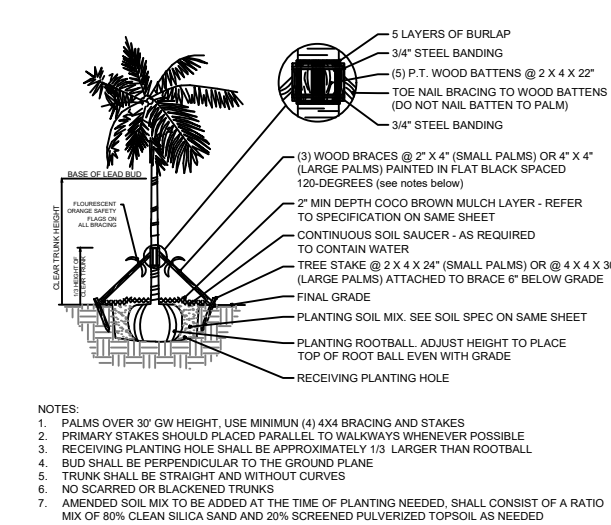 5 LAYERS OF BURLAP
3/4" STEEL BANDING
(5) P.T. WOOD BATTENS @ 2 X 4 X 22"
TOE NAIL BRACING TO WOOD BATTENS
(DO NOT NAIL BATTEN TO PALM)
3/4" STEEL BANDING
(3) WOOD BRACES @ 2" X 4" (SMALL PALMS) OR 4" X 4"
(LARGE PALMS) PAINTED IN FLAT BLACK SPACED
120-DEGREES (see notes below)
2" MIN DEPTH COCO BROWN MULCH LAYER - REFER
TO SPECIFICATION ON SAME SHEET
CONTINUOUS SOIL SAUCER - AS REQUIRED
TO CONTAIN WATER
TREE STAKE @ 2 X 4 X 24" (SMALL PALMS) OR @ 4 X 4 X
(LARGE PALMS) ATTACHED TO BRACE 6" BELOW GRADE
FINAL GRADE
PLANTING SOIL MIX. SEE SOIL SPEC ON SAME SHEET
PLANTING ROOTBALL. ADJUST HEIGHT TO PLACE
TOP OF ROOT BALL EVEN WITH GRADE
RECEIVING PLANTING HOLE
BASE OF LEAD BUD
FLOURESCENT
ORANGE SAFETY
FLAGS ON
ALL BRACING
CLEAR TRUNK HEIGHT
1/3 HEIGHT OF
CLEAR TRUNK
NOTES:
1. PALMS OVER 30' GW HEIGHT, USE MINIMUN (4) 4X4 BRACING AND STAKES
2. PRIMARY STAKES SHOULD PLACED PARALLEL TO WALKWAYS WHENEVER POSSIBLE
3. RECEIVING PLANTING HOLE SHALL BE APPROXIMATELY 1/3 LARGER THAN ROOTBALL
4. BUD SHALL BE PERPENDICULAR TO THE GROUND PLANE
5. TRUNK SHALL BE STRAIGHT AND WITHOUT CURVES
6. NO SCARRED OR BLACKENED TRUNKS
7. AMENDED SOIL MIX TO BE ADDED AT THE TIME OF PLANTING NEEDED, SHALL CONSIST OF A RATIO
MIX OF 80% CLEAN SILICA SAND AND 20% SCREENED PULVERIZED TOPSOIL AS NEEDED